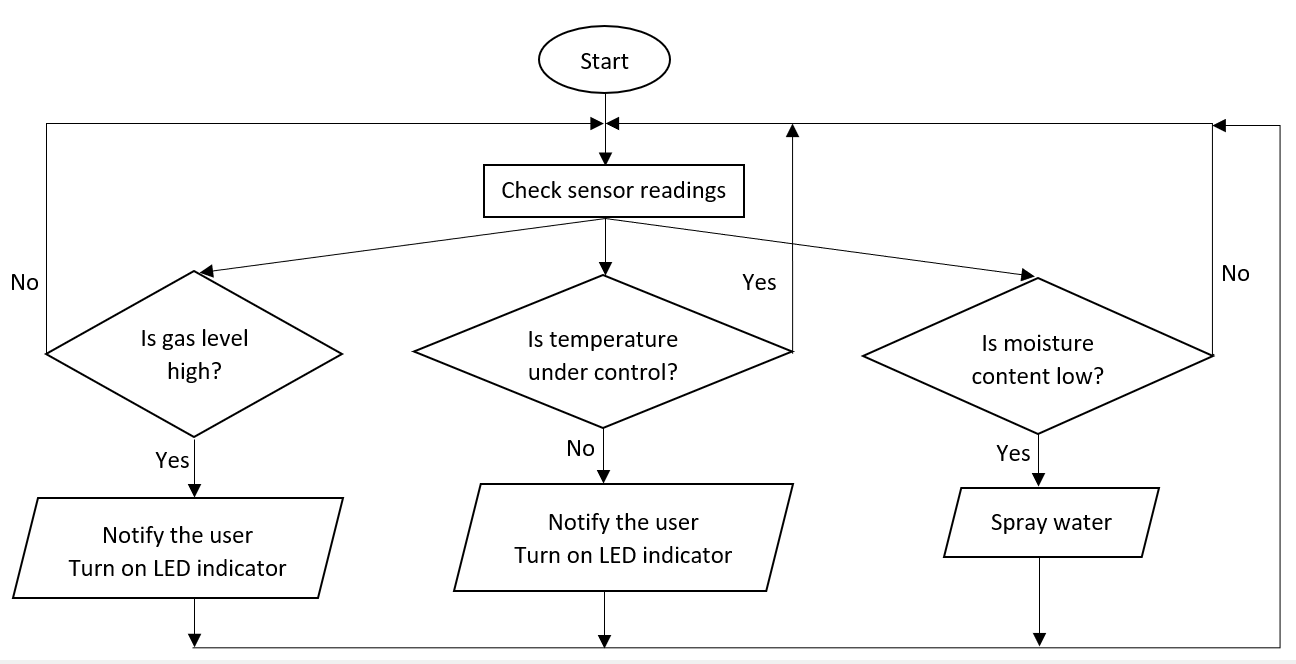 Start
Check sensor readings
No
Yes
No
Is gas level
high?
Is temperature
under control?
Is moisture
content low?
Yes
No
Yes
Notify the user
Turn on LED indicator
Notify the user
Turn on LED indicator
Spray water